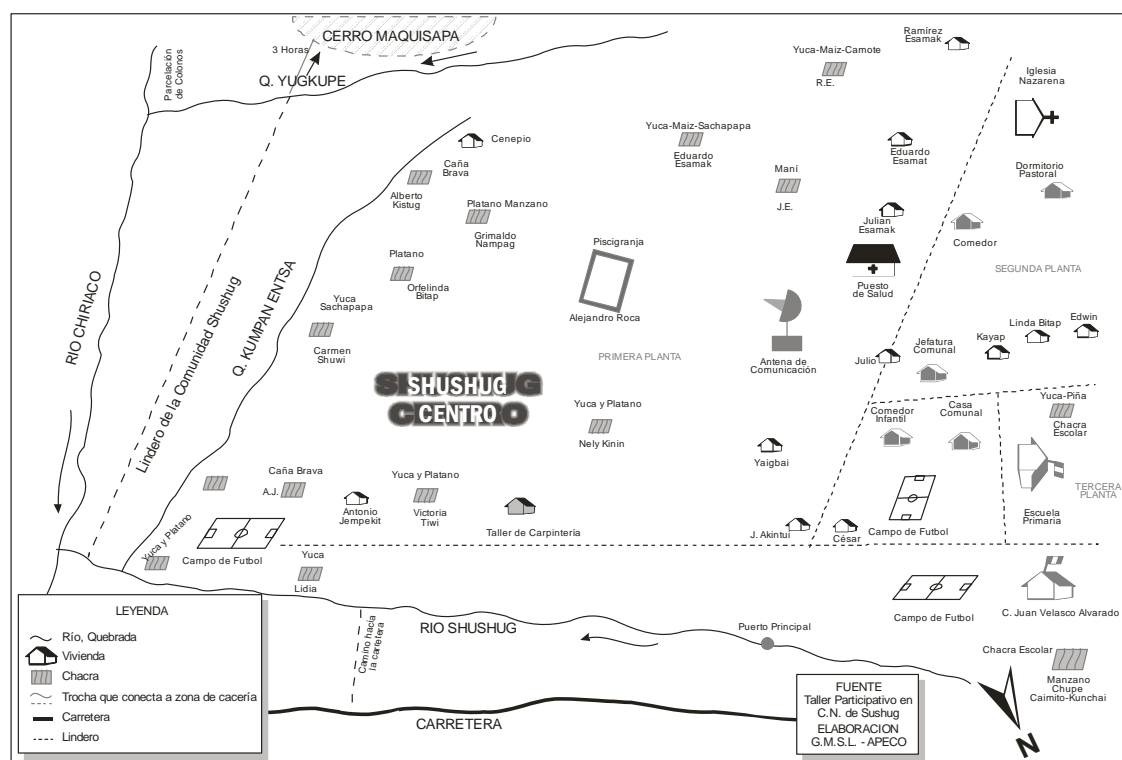 CERRO MAQUISAPA
3 Horas
Q. YUGKUPE
Parcelación
de Colonos
RIO CHIRIACO
Lindero de la Comunidad Shushug
Q. KUMPAN ENTSA
Ramírez
Esamak
Yuca-Maiz-Camote
R.E.
Iglesia
Nazarena
Cenepio
Yuca-Maiz-Sachapapa
Eduardo
Esamak
Eduardo
Esamat
Caña
Brava
Alberto
Kistug
Maní
J.E.
Dormitorio
Pastoral
Platano Manzano
Grimaldo
Nampag
Julian
Esamak
Comedor
Platano
Orfelinda
Bitap
Piscigranja
Alejandro Roca
Puesto
de Salud
SEGUNDA PLANTA
Yuca
Sachapapa
Carmen
Shuwi
PRIMERA PLANTA
Antena de
Comunicación
Julio
Jefatura
Comunal
Kayap
Linda Bitap
Edwin
SHUSHUG
CENTRO
Yuca y Platano
Nely Kinin
Comedor
Infantil
Casa
Comunal
Yuca-Piña
Chacra
Escolar
Yaigbai
TERCERA
PLANTA
Caña Brava
A.J.
Antonio
Jempekit
Yuca y Platano
Victoria
Tiwi
Taller de Carpintería
J. Akintui
César
Campo de Futbol
Escuela
Primaria
Yuca y Platano
Campo de Futbol
Yuca
Lidia
Campo de Futbol
C. Juan Velasco Alvarado
RIO SHUSHUG
Puerto Principal
Camino hacía
la carretera
Chacra Escolar
Manzano
Chupe
Caimito-Kunchai
CARRETERA
N
LEYENDA
Río, Quebrada
Vivienda
Chacra
Trocha que conecta a zona de cacería
Carretera
Lindero
FUENTE
Taller Participativo en
C.N. de Sushug
ELABORACION
G.M.S.L. - APECO